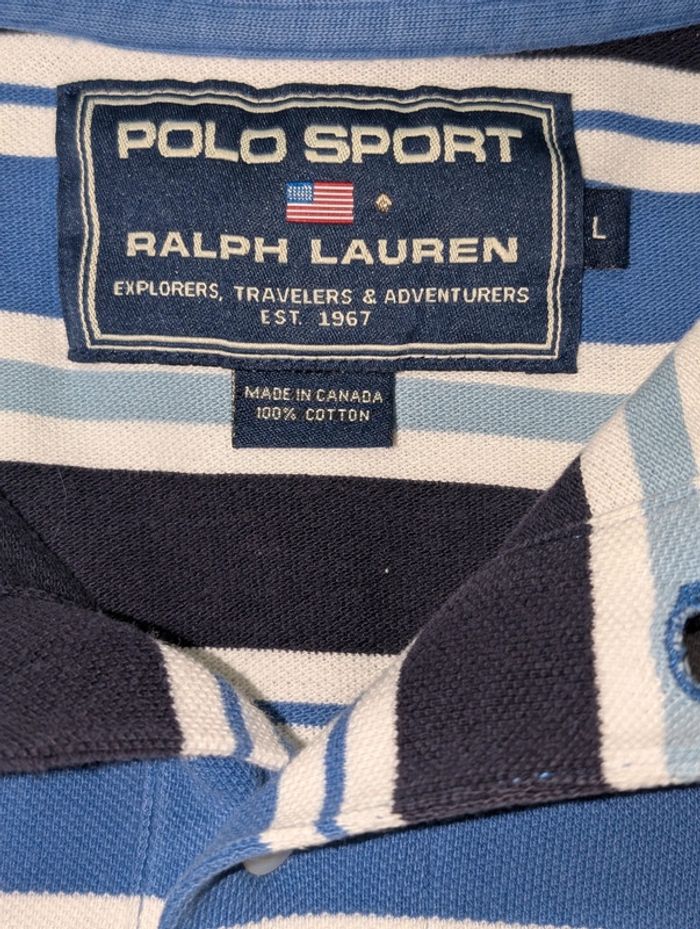 POLO SPORT
RALPH LAUREN
EXPLORERS, TRAVELERS & ADVENTURERS
EST. 1967
L
MADE IN CANADA
100% COTTON